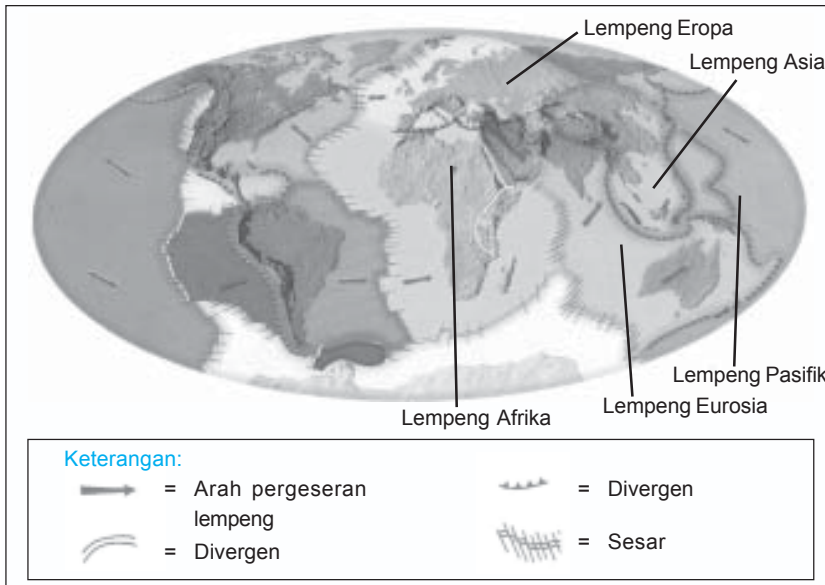 Lempeng Eropa
Lempeng Asia
Lempeng Pasifik
Lempeng Eurosia
Lempeng Afrika
Keterangan:
= Arah pergeseran
lempeng
= Divergen
= Divergen
= Sesar